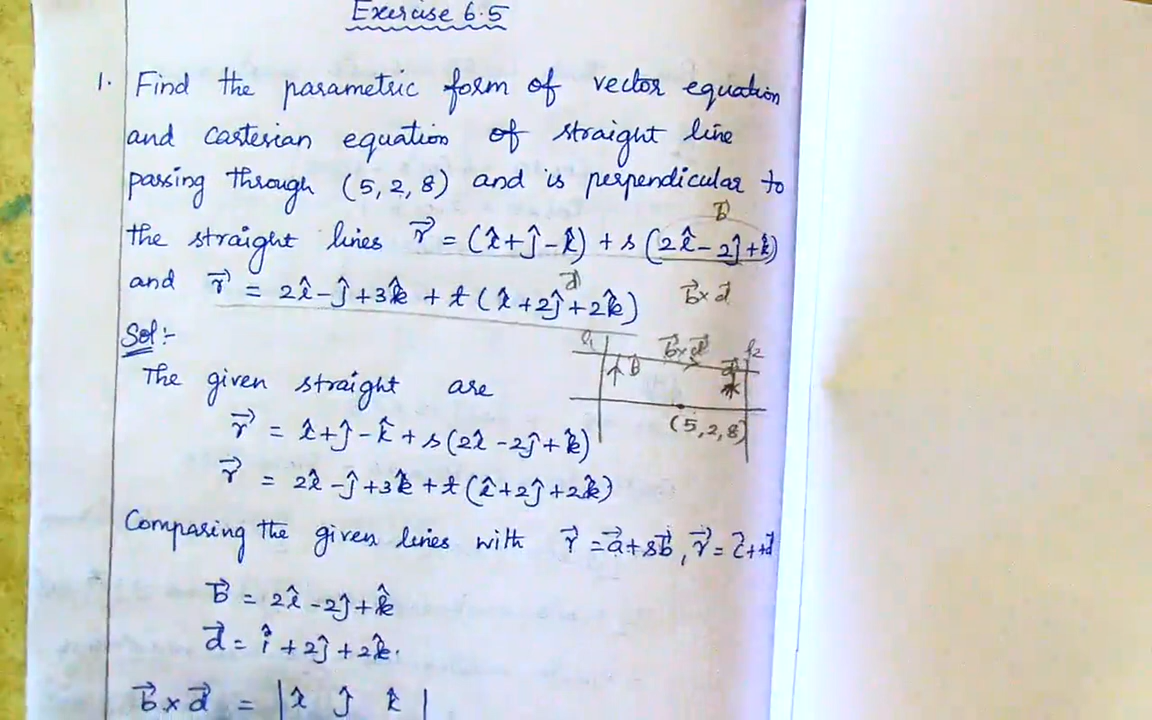 Exercise 6.5
1. Find the parametric form of vector equation
and cartesian equation of straight line
passing through (5, 2, 8) and is perpendicular to
b⃗
the straight lines r⃗ = (î+ĵ-k̂) + s (2î-2ĵ+k̂)
d⃗
and r⃗ = 2î-ĵ+3k̂ + t (î+2ĵ+2k̂)
b⃗×d⃗
Sol:-
b⃗×d⃗
b⃗
The given straight are
(5,2,8)
r⃗ = î+ĵ-k̂+s(2î-2ĵ+k̂)
r⃗ = 2î-ĵ+3k̂+t(î+2ĵ+2k̂)
Comparing the given lines with r⃗=a⃗+sb⃗, r⃗=c⃗+td⃗
b⃗ = 2î-2ĵ+k̂
d⃗ = î+2ĵ+2k̂.
b⃗×d⃗ = |î ĵ k̂|